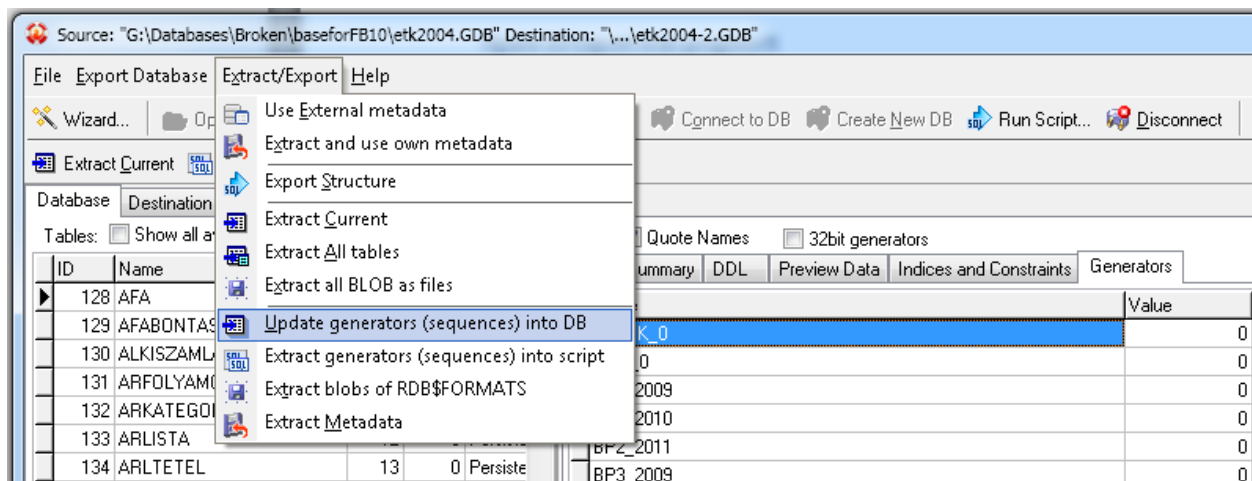 Source: "G:\Databases\Broken\baseforFB10\etk2004.GDB" Destination: "\...\etk2004-2.GDB"
File Export Database Extract/Export Help
Wizard... Op Connect to DB Create New DB Run Script... Disconnect
Extract Current
Database Destination
Tables: Show all a Quote Names 32bit generators
Use External metadata
Extract and use own metadata
Export Structure
Extract Current
Extract All tables
Extract all BLOB as files
Update generators (sequences) into DB
Extract generators (sequences) into script
Extract blobs of RDB$FORMATS
Extract Metadata
ummary DDL Preview Data Indices and Constraints Generators
ID Name
128 AFA
129 AFABONTAS
130 ALKISZAML
131 ARFOLYAM
132 ARKATEGO
133 ARLISTA
134 ARLTETEL 13 0 Persiste
Value
K_0 0
_0 0
2009 0
2010 0
BP2_2011 0
BP3_2009 0